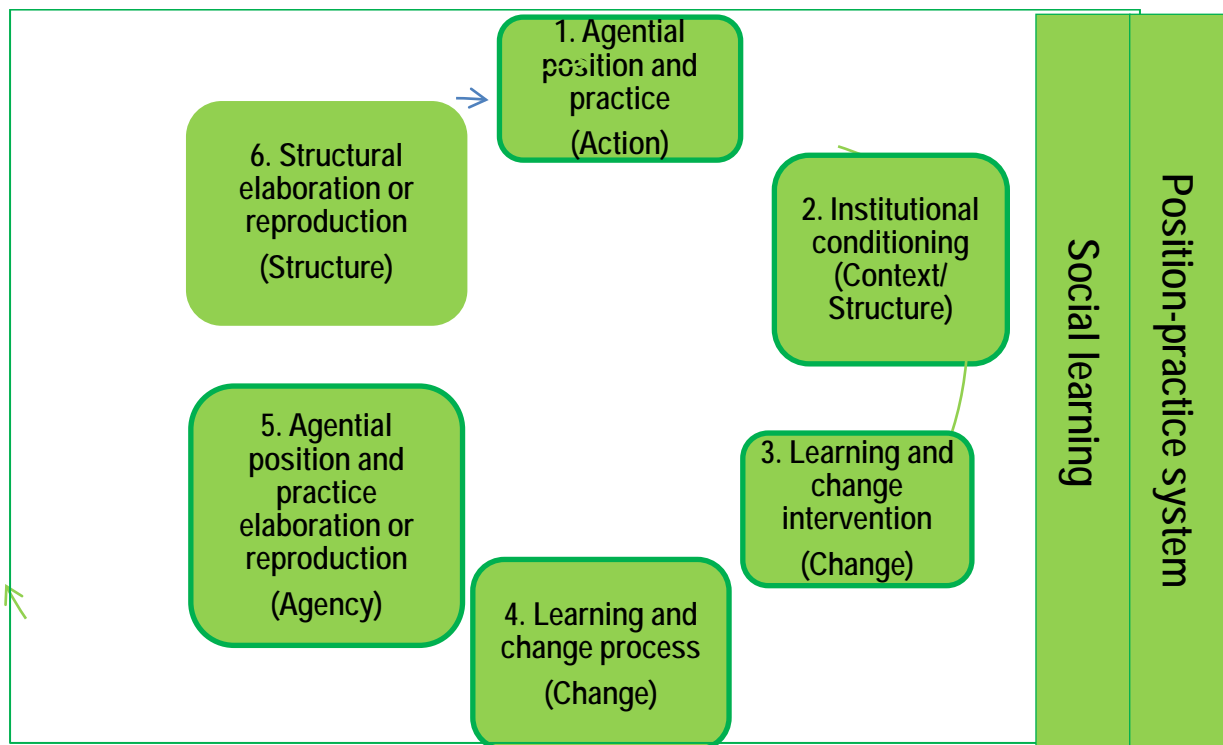 1. Agential
position and
practice
(Action)
2. Institutional
conditioning
(Context/
Structure)
3. Learning and
change
intervention
(Change)
4. Learning and
change process
(Change)
5. Agential
position and
practice
elaboration or
reproduction
(Agency)
6. Structural
elaboration or
reproduction
(Structure)
Social learning
Position-practice system